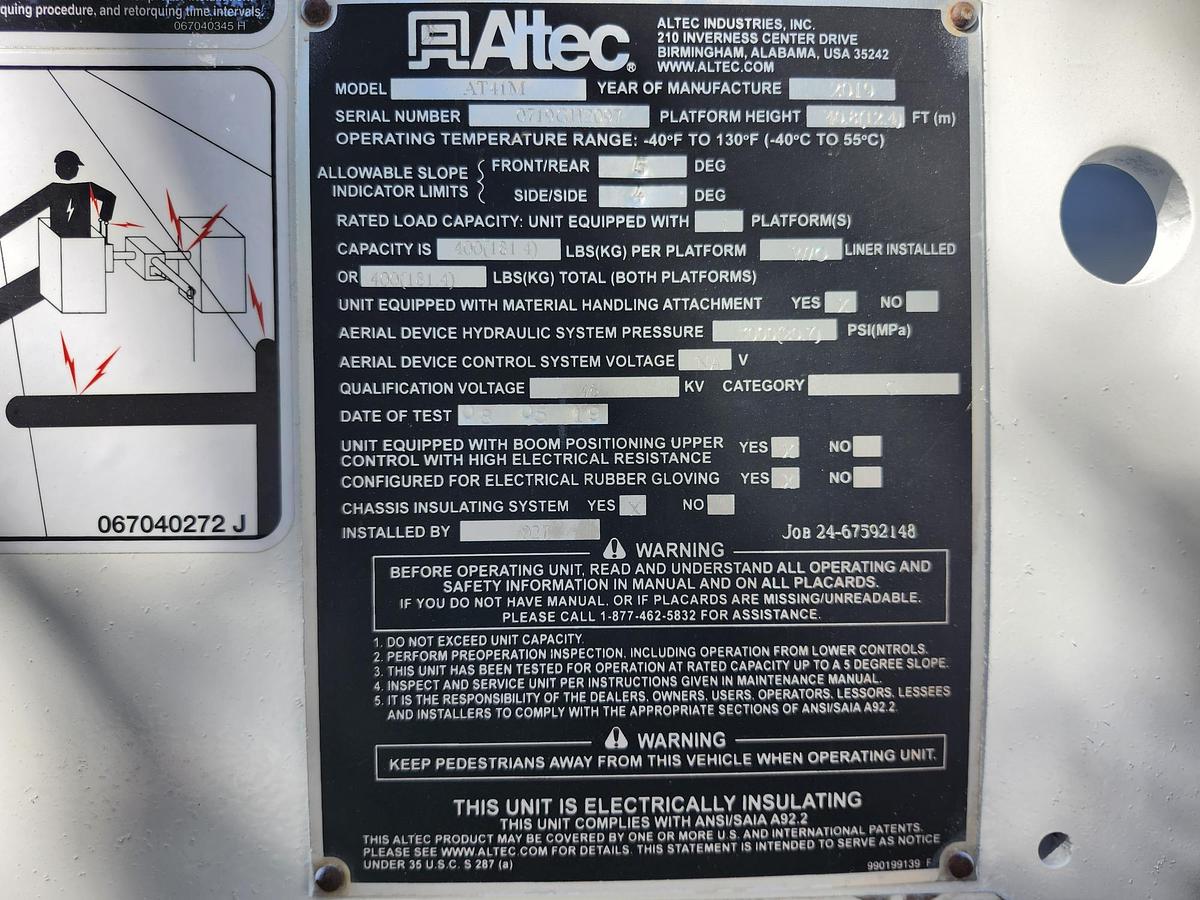 quing procedure, and retorquing time intervals.
067040345 H
067040272 J
Altec
ALTEC INDUSTRIES, INC.
210 INVERNESS CENTER DRIVE
BIRMINGHAM, ALABAMA, USA 35242
WWW.ALTEC.COM
MODEL AT41M YEAR OF MANUFACTURE 2019
SERIAL NUMBER PLATFORM HEIGHT 40.8(12.4) FT (m)
OPERATING TEMPERATURE RANGE: -40ºF TO 130ºF (-40ºC TO 55ºC)
ALLOWABLE SLOPE INDICATOR LIMITS
FRONT/REAR DEG
SIDE/SIDE 4 DEG
RATED LOAD CAPACITY: UNIT EQUIPPED WITH PLATFORM(S)
CAPACITY IS 400(181.4) LBS(KG) PER PLATFORM W/O LINER INSTALLED
OR 400(181.4) LBS(KG) TOTAL (BOTH PLATFORMS)
UNIT EQUIPPED WITH MATERIAL HANDLING ATTACHMENT YES X NO
AERIAL DEVICE HYDRAULIC SYSTEM PRESSURE PSI(MPa)
AERIAL DEVICE CONTROL SYSTEM VOLTAGE NA V
QUALIFICATION VOLTAGE 46 KV CATEGORY
DATE OF TEST 08 05 19
UNIT EQUIPPED WITH BOOM POSITIONING UPPER
CONTROL WITH HIGH ELECTRICAL RESISTANCE YES X NO
CONFIGURED FOR ELECTRICAL RUBBER GLOVING YES X NO
CHASSIS INSULATING SYSTEM YES X NO
INSTALLED BY JOB 24-67592148
WARNING
BEFORE OPERATING UNIT, READ AND UNDERSTAND ALL OPERATING AND
SAFETY INFORMATION IN MANUAL AND ON ALL PLACARDS.
IF YOU DO NOT HAVE MANUAL, OR IF PLACARDS ARE MISSING/UNREADABLE,
PLEASE CALL 1-877-462-5832 FOR ASSISTANCE.
1. DO NOT EXCEED UNIT CAPACITY.
2. PERFORM PREOPERATION INSPECTION, INCLUDING OPERATION FROM LOWER CONTROLS.
3. THIS UNIT HAS BEEN TESTED FOR OPERATION AT RATED CAPACITY UP TO A 5 DEGREE SLOPE.
4. INSPECT AND SERVICE UNIT PER INSTRUCTIONS GIVEN IN MAINTENANCE MANUAL.
5. IT IS THE RESPONSIBILITY OF THE DEALERS, OWNERS, USERS, OPERATORS, LESSORS, LESSEES
AND INSTALLERS TO COMPLY WITH THE APPROPRIATE SECTIONS OF ANSI/SAIA A92.2
WARNING
KEEP PEDESTRIANS AWAY FROM THIS VEHICLE WHEN OPERATING UNIT.
THIS UNIT IS ELECTRICALLY INSULATING
THIS UNIT COMPLIES WITH ANSI/SAIA A92.2
THIS ALTEC PRODUCT MAY BE COVERED BY ONE OR MORE U.S. AND INTERNATIONAL PATENTS.
PLEASE SEE WWW.ALTEC.COM FOR DETAILS. THIS STATEMENT IS INTENDED TO SERVE AS NOTICE
UNDER 35 U.S.C. S 287 (a)
990199139 F